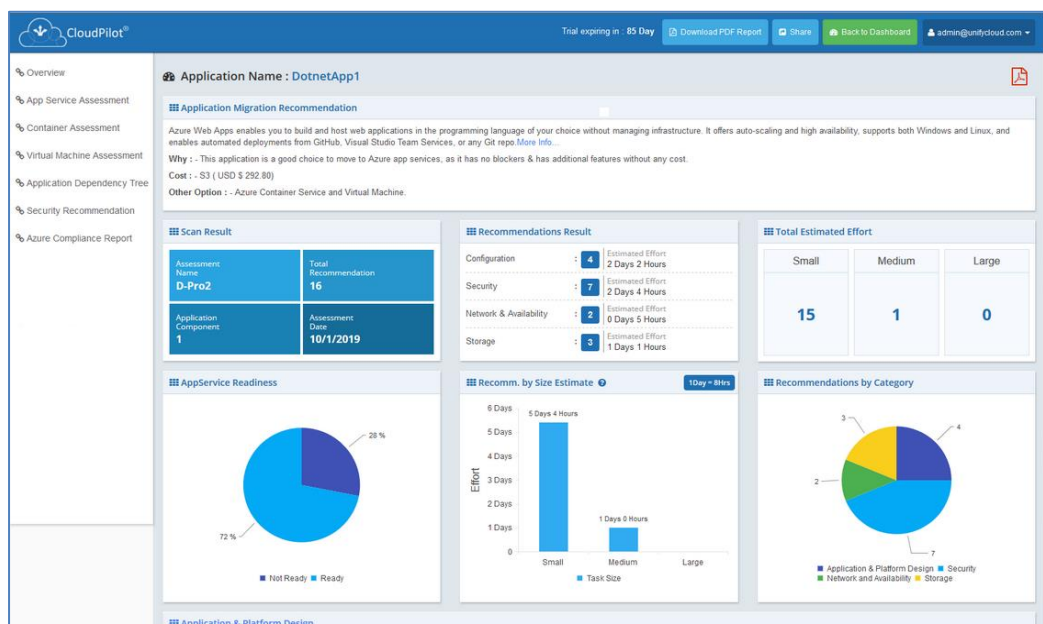 CloudPilot®
Trial expiring in : 85 Day
Download PDF Report
Share
Back to Dashboard
admin@unifycloud.com
Overview
App Service Assessment
Container Assessment
Virtual Machine Assessment
Application Dependency Tree
Security Recommendation
Azure Compliance Report
Application Name : DotnetApp1
Application Migration Recommendation
Azure Web Apps enables you to build and host web applications in the programming language of your choice without managing infrastructure. It offers auto-scaling and high availability, supports both Windows and Linux, and
enables automated deployments from GitHub, Visual Studio Team Services, or any Git repo.More Info...
Why : - This application is a good choice to move to Azure app services, as it has no blockers & has additional features without any cost.
Cost : - S3 ( USD $ 292.80)
Other Option : - Azure Container Service and Virtual Machine.
Scan Result
Assessment
Name
D-Pro2
Total
Recommendation
16
Application
Component
1
Assessment
Date
10/1/2019
Recommendations Result
Configuration : 4 Estimated Effort
2 Days 2 Hours
Security : 7 Estimated Effort
2 Days 4 Hours
Network & Availability : 2 Estimated Effort
0 Days 5 Hours
Storage : 3 Estimated Effort
1 Days 1 Hours
Total Estimated Effort
Small Medium Large
15 1 0
AppService Readiness
28 %
72 %
Not Ready Ready
Recomm. by Size Estimate
1Day = 8Hrs
6 Days
5 Days
4 Days
3 Days
2 Days
1 Days
0
Effort
5 Days 4 Hours
1 Days 0 Hours
Small Medium Large
Task Size
Recommendations by Category
3
4
2
7
Application & Platform Design Security
Network and Availability Storage
Application & Platform Design